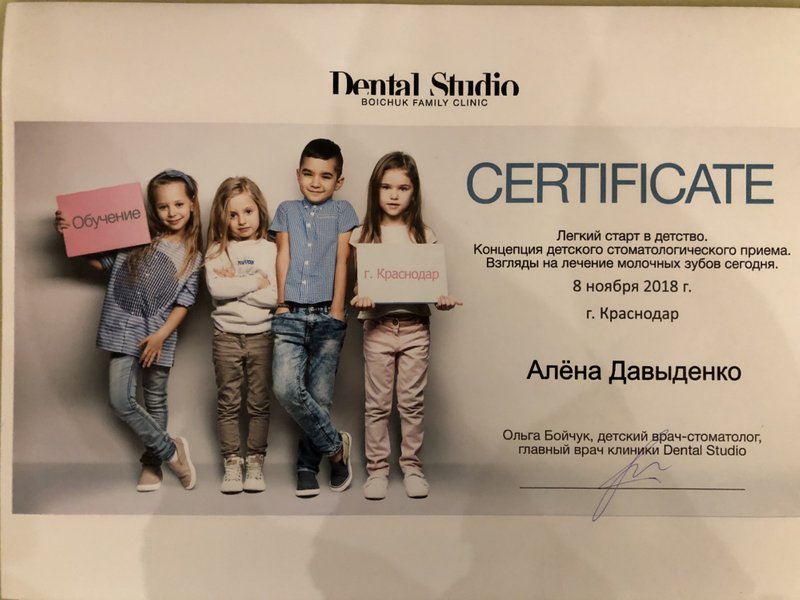 Dental Studio
BOICHUK FAMILY CLINIC
CERTIFICATE
Обучение
г. Краснодар
Легкий старт в детство.
Концепция детского стоматологического приема.
Взгляды на лечение молочных зубов сегодня.
8 ноября 2018 г.
г. Краснодар
Алёна Давыденко
Ольга Бойчук, детский врач-стоматолог,
главный врач клиники Dental Studio